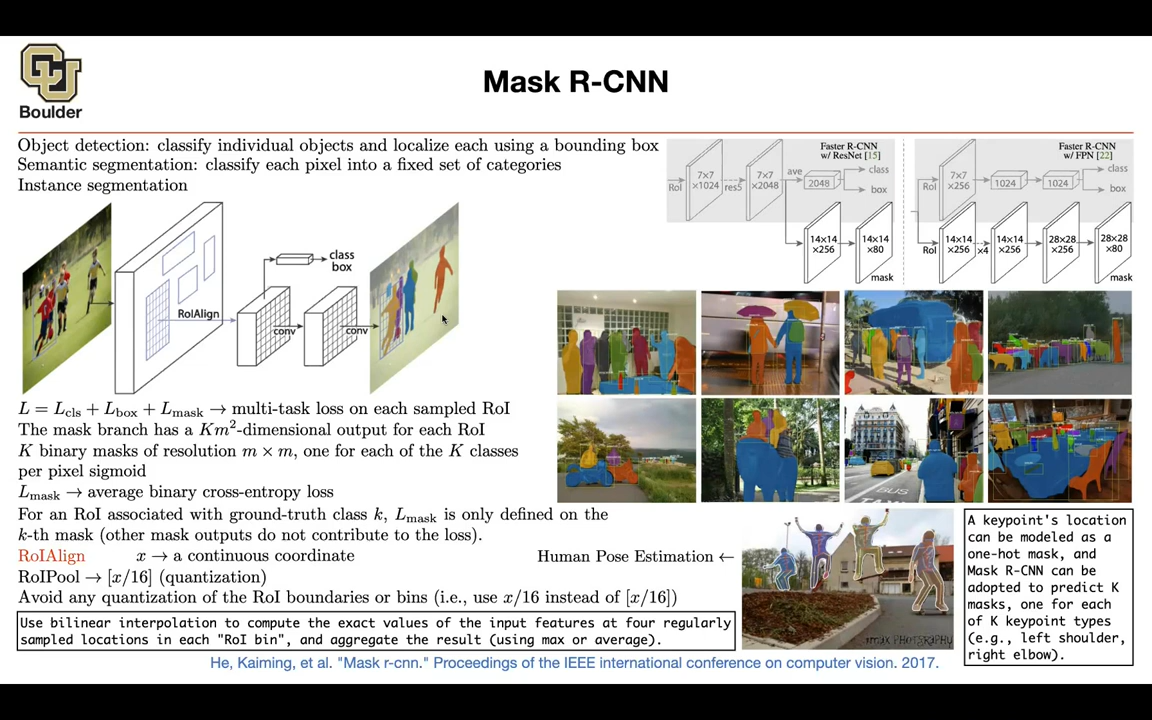 Boulder
Mask R-CNN
Object detection: classify individual objects and localize each using a bounding box
Semantic segmentation: classify each pixel into a fixed set of categories
Instance segmentation
RoIAlign
class
box
conv
conv
Faster R-CNN
w/ ResNet [15]
RoI
7×7
×1024
res5
7×7
×2048
ave
2048
class
box
14×14
×256
14×14
×80
mask
Faster R-CNN
w/ FPN [22]
RoI
7×7
×256
1024
1024
class
box
RoI
14×14
×256
×4
14×14
×256
28×28
×256
28×28
×80
mask
L = Lcls + Lbox + Lmask → multi-task loss on each sampled RoI
The mask branch has a Km²-dimensional output for each RoI
K binary masks of resolution m × m, one for each of the K classes
per pixel sigmoid
Lmask → average binary cross-entropy loss
For an RoI associated with ground-truth class k, Lmask is only defined on the
k-th mask (other mask outputs do not contribute to the loss).
RoIAlign x → a continuous coordinate
RoIPool → [x/16] (quantization)
Avoid any quantization of the RoI boundaries or bins (i.e., use x/16 instead of [x/16])
Use bilinear interpolation to compute the exact values of the input features at four regularly
sampled locations in each "RoI bin", and aggregate the result (using max or average).
Human Pose Estimation ←
BUS
TAXI
PHOTOGRAPHY
A keypoint's location
can be modeled as a
one-hot mask, and
Mask R-CNN can be
adopted to predict K
masks, one for each
of K keypoint types
(e.g., left shoulder,
right elbow).
He, Kaiming, et al. "Mask r-cnn." Proceedings of the IEEE international conference on computer vision. 2017.